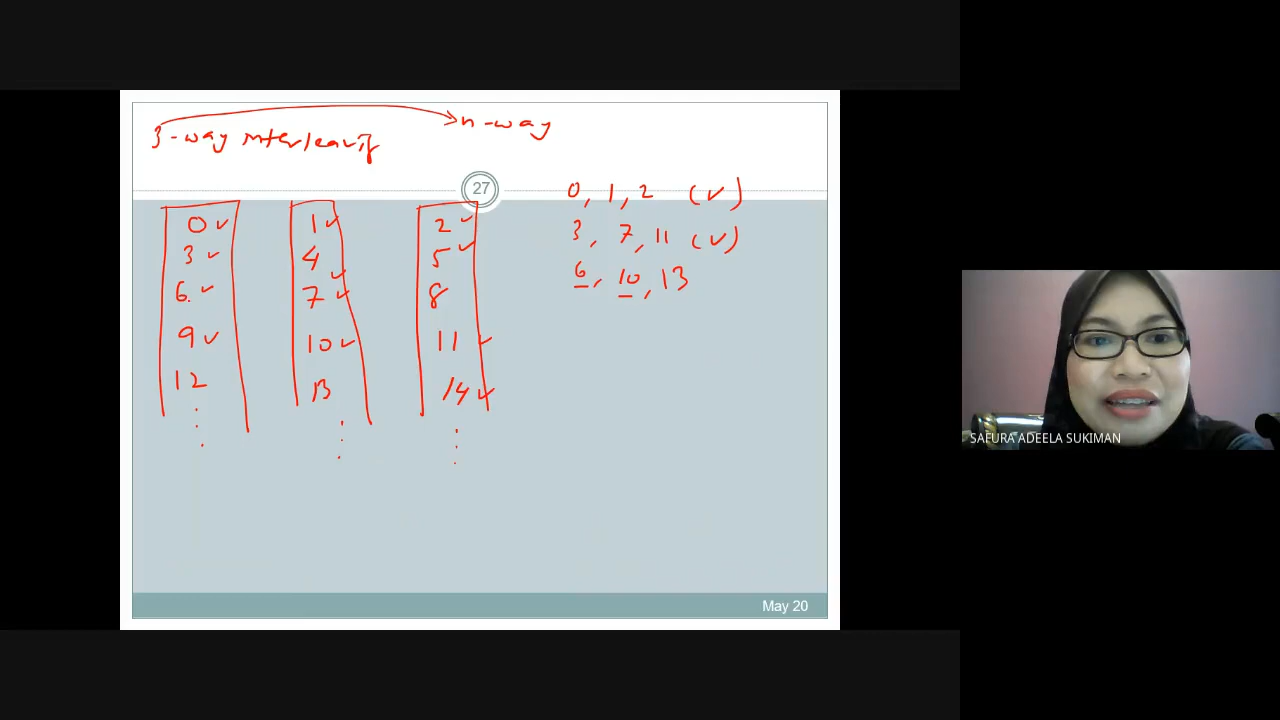 3-way interleaving
n-way
27
0, 1, 2 (✓)
3, 7, 11 (✓)
6, 10, 13
0 ✓ 1 ✓ 2 ✓
3 ✓ 4 ✓ 5 ✓
6 ✓ 7 ✓ 8
9 ✓ 10 ✓ 11 ✓
12 13 14 ✓
SAFURA ADEELA SUKIMAN
May 20